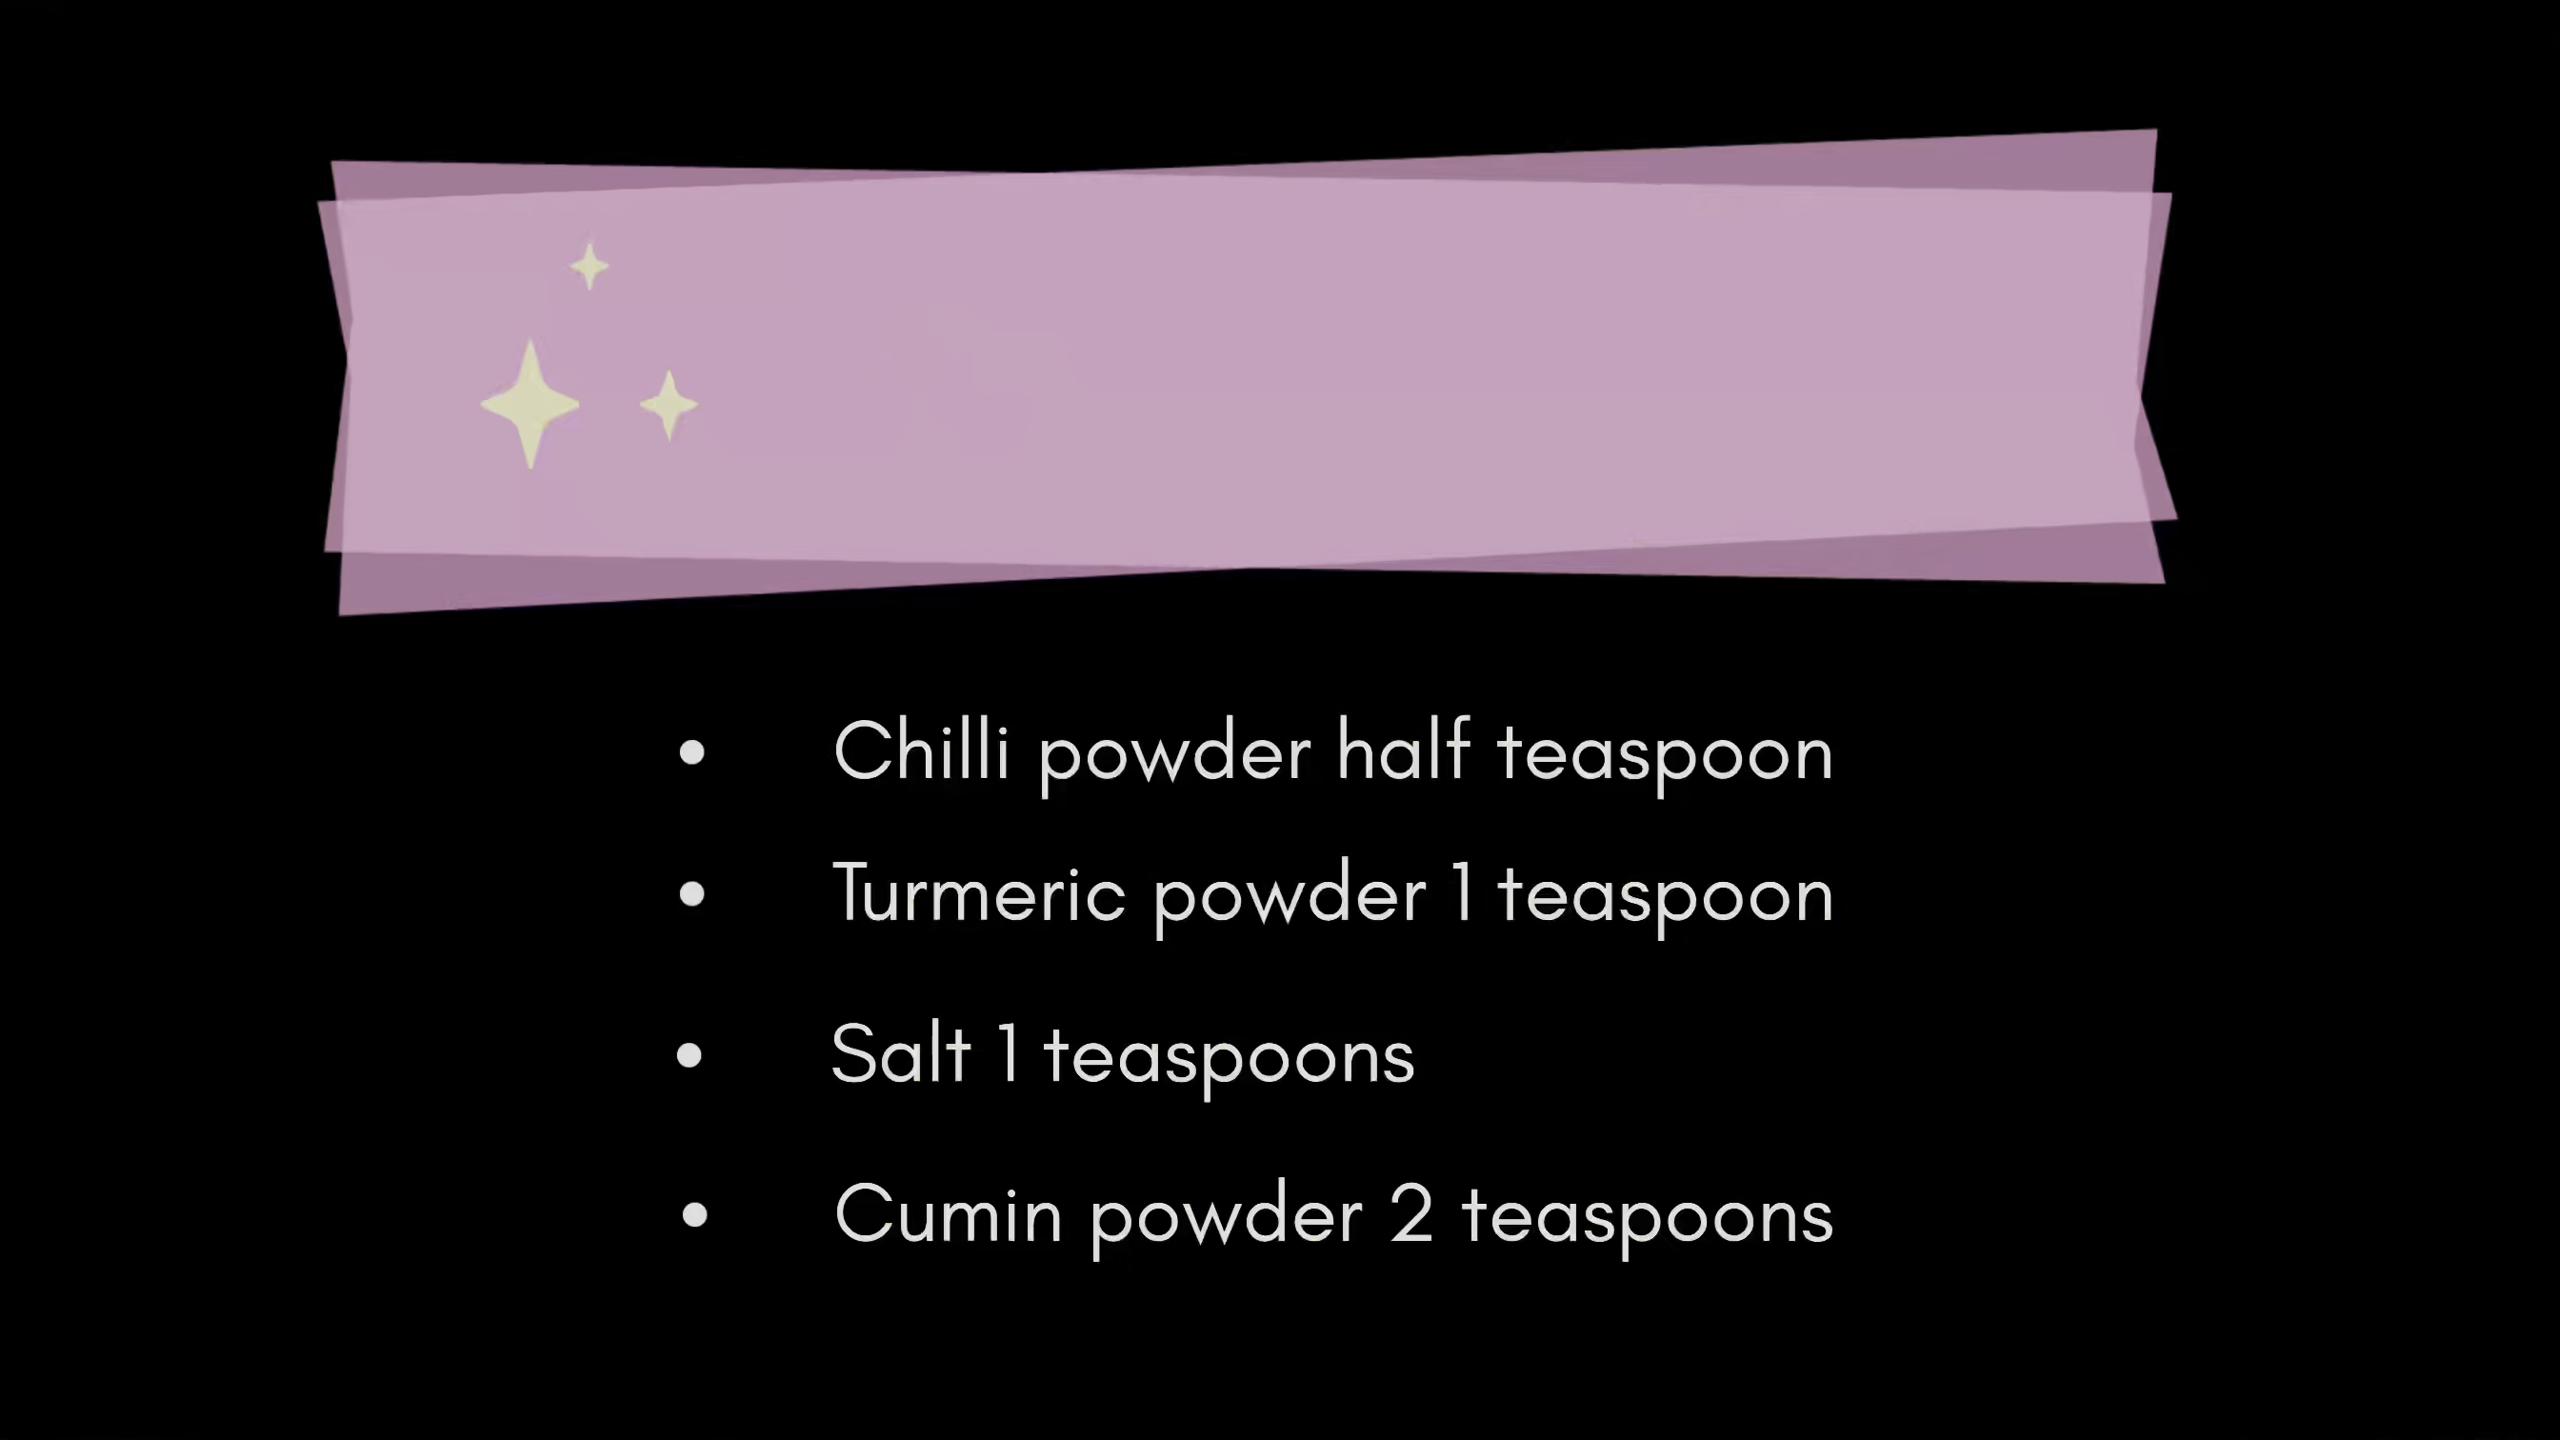 • Chilli powder half teaspoon
• Turmeric powder 1 teaspoon
• Salt 1 teaspoons
• Cumin powder 2 teaspoons